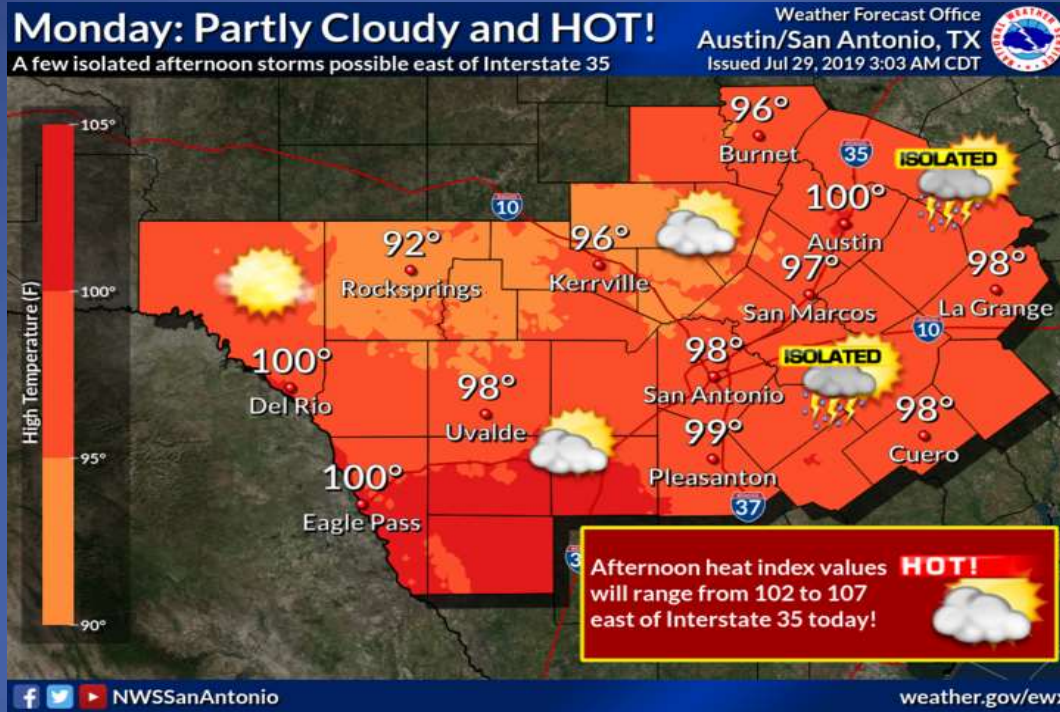 Monday: Partly Cloudy and HOT!
A few isolated afternoon storms possible east of Interstate 35
Weather Forecast Office
Austin/San Antonio, TX
Issued Jul 29, 2019 3:03 AM CDT
NATIONAL WEATHER SERVICE
105°
100°
95°
90°
High Temperature (F)
96°
Burnet
35
ISOLATED
100°
Austin
10
92°
Rocksprings
96°
Kerrville
97°
San Marcos
98°
La Grange
10
100°
Del Rio
98°
Uvalde
98°
San Antonio
ISOLATED
98°
Cuero
99°
Pleasanton
100°
Eagle Pass
37
3
Afternoon heat index values
will range from 102 to 107
east of Interstate 35 today!
HOT!
NWSSanAntonio
weather.gov/ewx